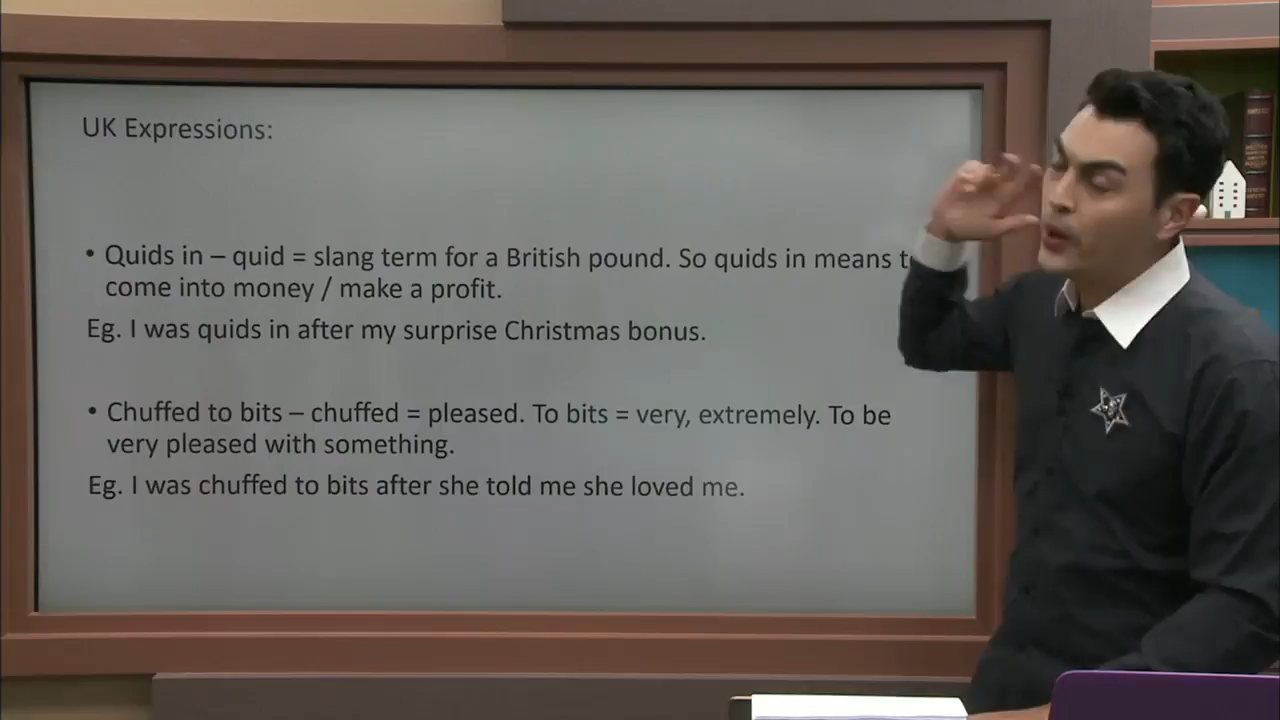 UK Expressions:
• Quids in – quid = slang term for a British pound. So quids in means
come into money / make a profit.
Eg. I was quids in after my surprise Christmas bonus.
• Chuffed to bits – chuffed = pleased. To bits = very, extremely. To be
very pleased with something.
Eg. I was chuffed to bits after she told me she loved me.